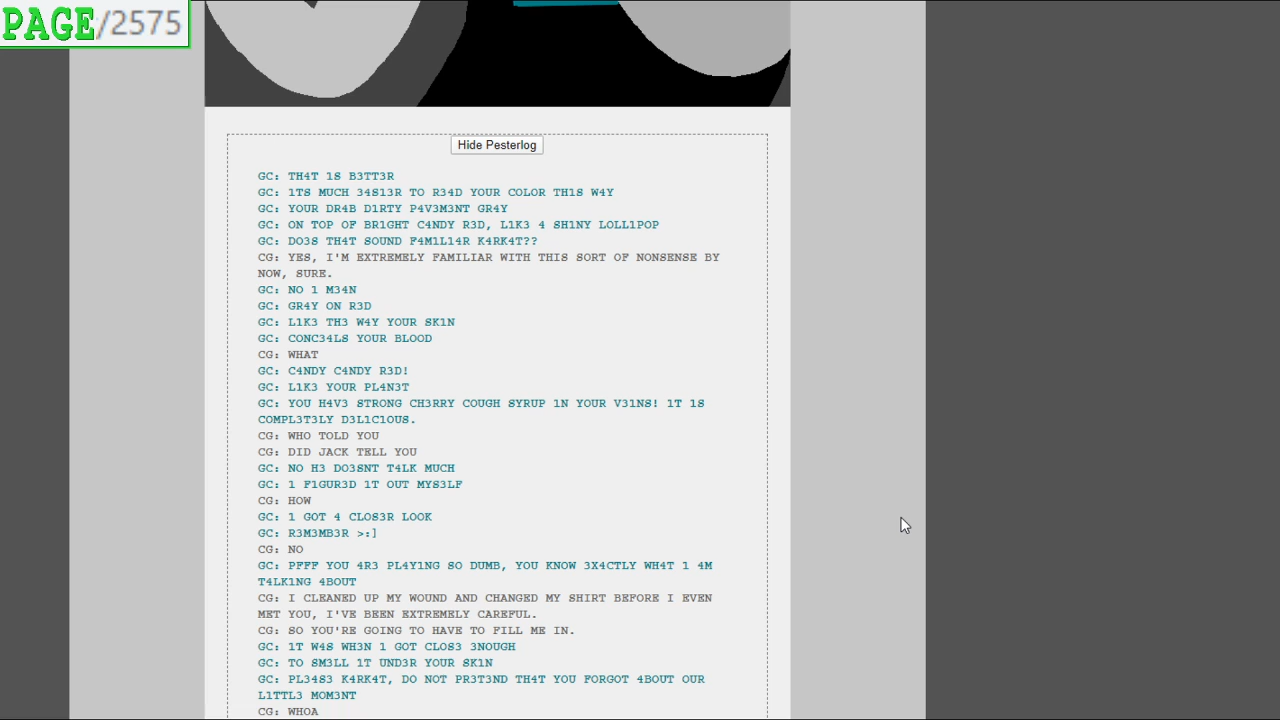 PAGE/2575
Hide Pesterlog
GC: TH4T 1S B3TT3R
GC: 1TS MUCH 34S13R TO R34D YOUR COLOR TH1S W4Y
GC: YOUR DR4B D1RTY P4V3M3NT GR4Y
GC: ON TOP OF BR1GHT C4NDY R3D, L1K3 4 SH1NY LOLL1POP
GC: DO3S TH4T SOUND F4M1L14R K4RK4T??
CG: YES, I'M EXTREMELY FAMILIAR WITH THIS SORT OF NONSENSE BY
NOW, SURE.
GC: NO 1 M34N
GC: GR4Y ON R3D
GC: L1K3 TH3 W4Y YOUR SK1N
GC: CONC34LS YOUR BLOOD
CG: WHAT
GC: C4NDY C4NDY R3D!
GC: L1K3 YOUR PL4N3T
GC: YOU H4V3 STRONG CH3RRY COUGH SYRUP 1N YOUR V31NS! 1T 1S
COMPL3T3LY D3L1C1OUS.
CG: WHO TOLD YOU
CG: DID JACK TELL YOU
GC: NO H3 DO3SNT T4LK MUCH
GC: 1 F1GUR3D 1T OUT MYS3LF
CG: HOW
GC: 1 GOT 4 CLOS3R LOOK
GC: R3M3MB3R >:]
CG: NO
GC: PFFF YOU 4R3 PL4Y1NG SO DUMB, YOU KNOW 3X4CTLY WH4T 1 4M
T4LK1NG 4BOUT
CG: I CLEANED UP MY WOUND AND CHANGED MY SHIRT BEFORE I EVEN
MET YOU, I'VE BEEN EXTREMELY CAREFUL.
CG: SO YOU'RE GOING TO HAVE TO FILL ME IN.
GC: 1T W4S WH3N 1 GOT CLOS3 3NOUGH
GC: TO SM3LL 1T UND3R YOUR SK1N
GC: PL34S3 K4RK4T, DO NOT PR3T3ND TH4T YOU FORGOT 4BOUT OUR
L1TTL3 MOM3NT
CG: WHOA